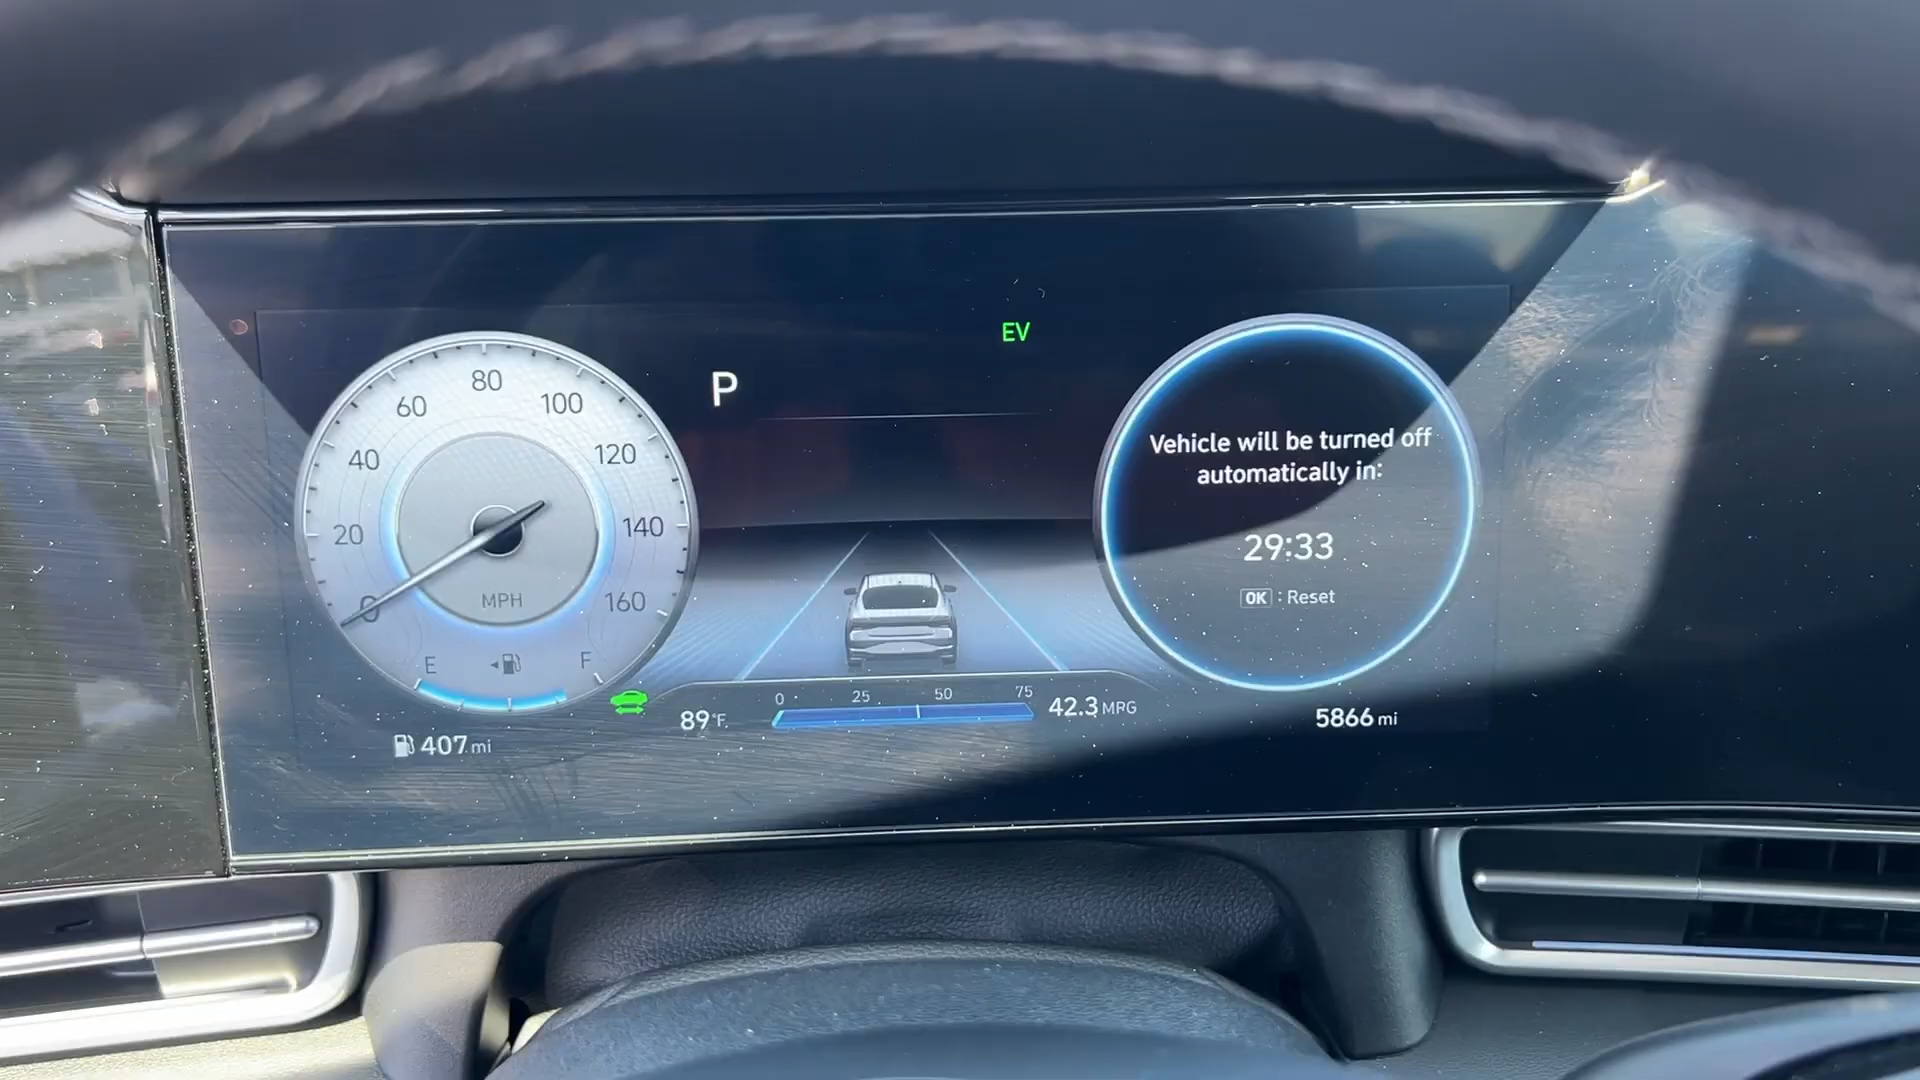 EV
P
0
20
40
60
80
100
120
140
160
MPH
E
F
Vehicle will be turned off
automatically in:
29:33
OK : Reset
0 25 50 75
89°F
42.3 MPG
407 mi
5866 mi